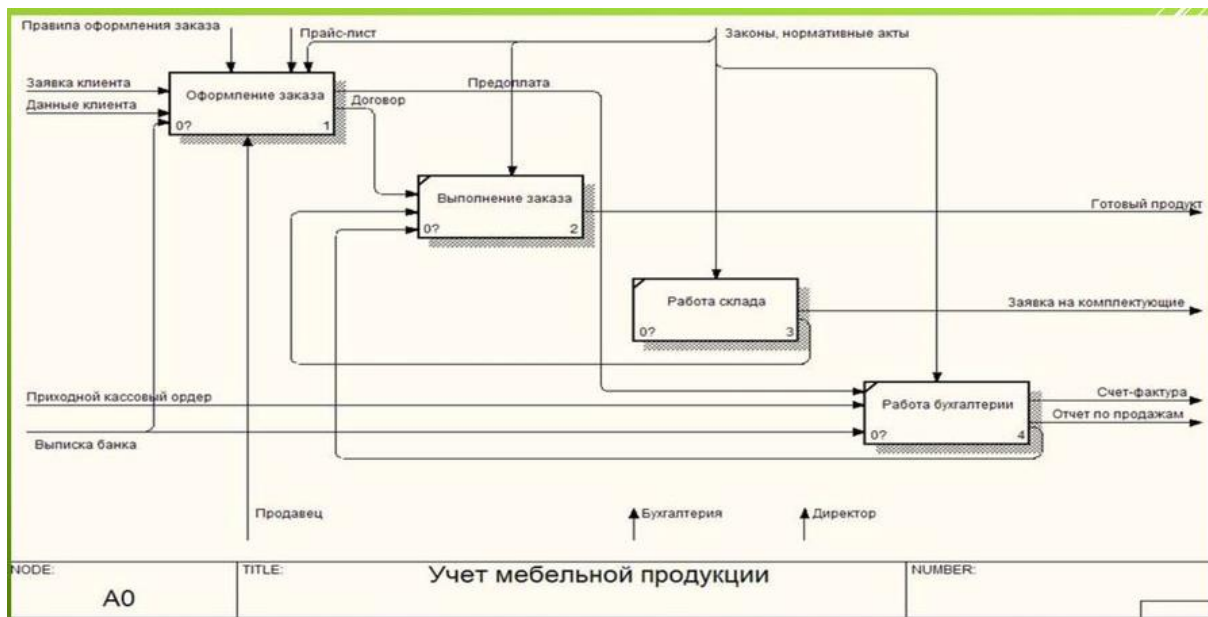 Правила оформления заказа
Прайс-лист
Законы, нормативные акты
Заявка клиента
Данные клиента
Оформление заказа
0?
1
Предоплата
Договор
Выполнение заказа
0?
2
Готовый продукт
Работа склада
0?
3
Заявка на комплектующие
Приходной кассовый ордер
Выписка банка
Работа бухгалтерии
0?
4
Счет-фактура
Отчет по продажам
Продавец
Бухгалтерия
Директор
NODE:
A0
TITLE:
Учет мебельной продукции
NUMBER: